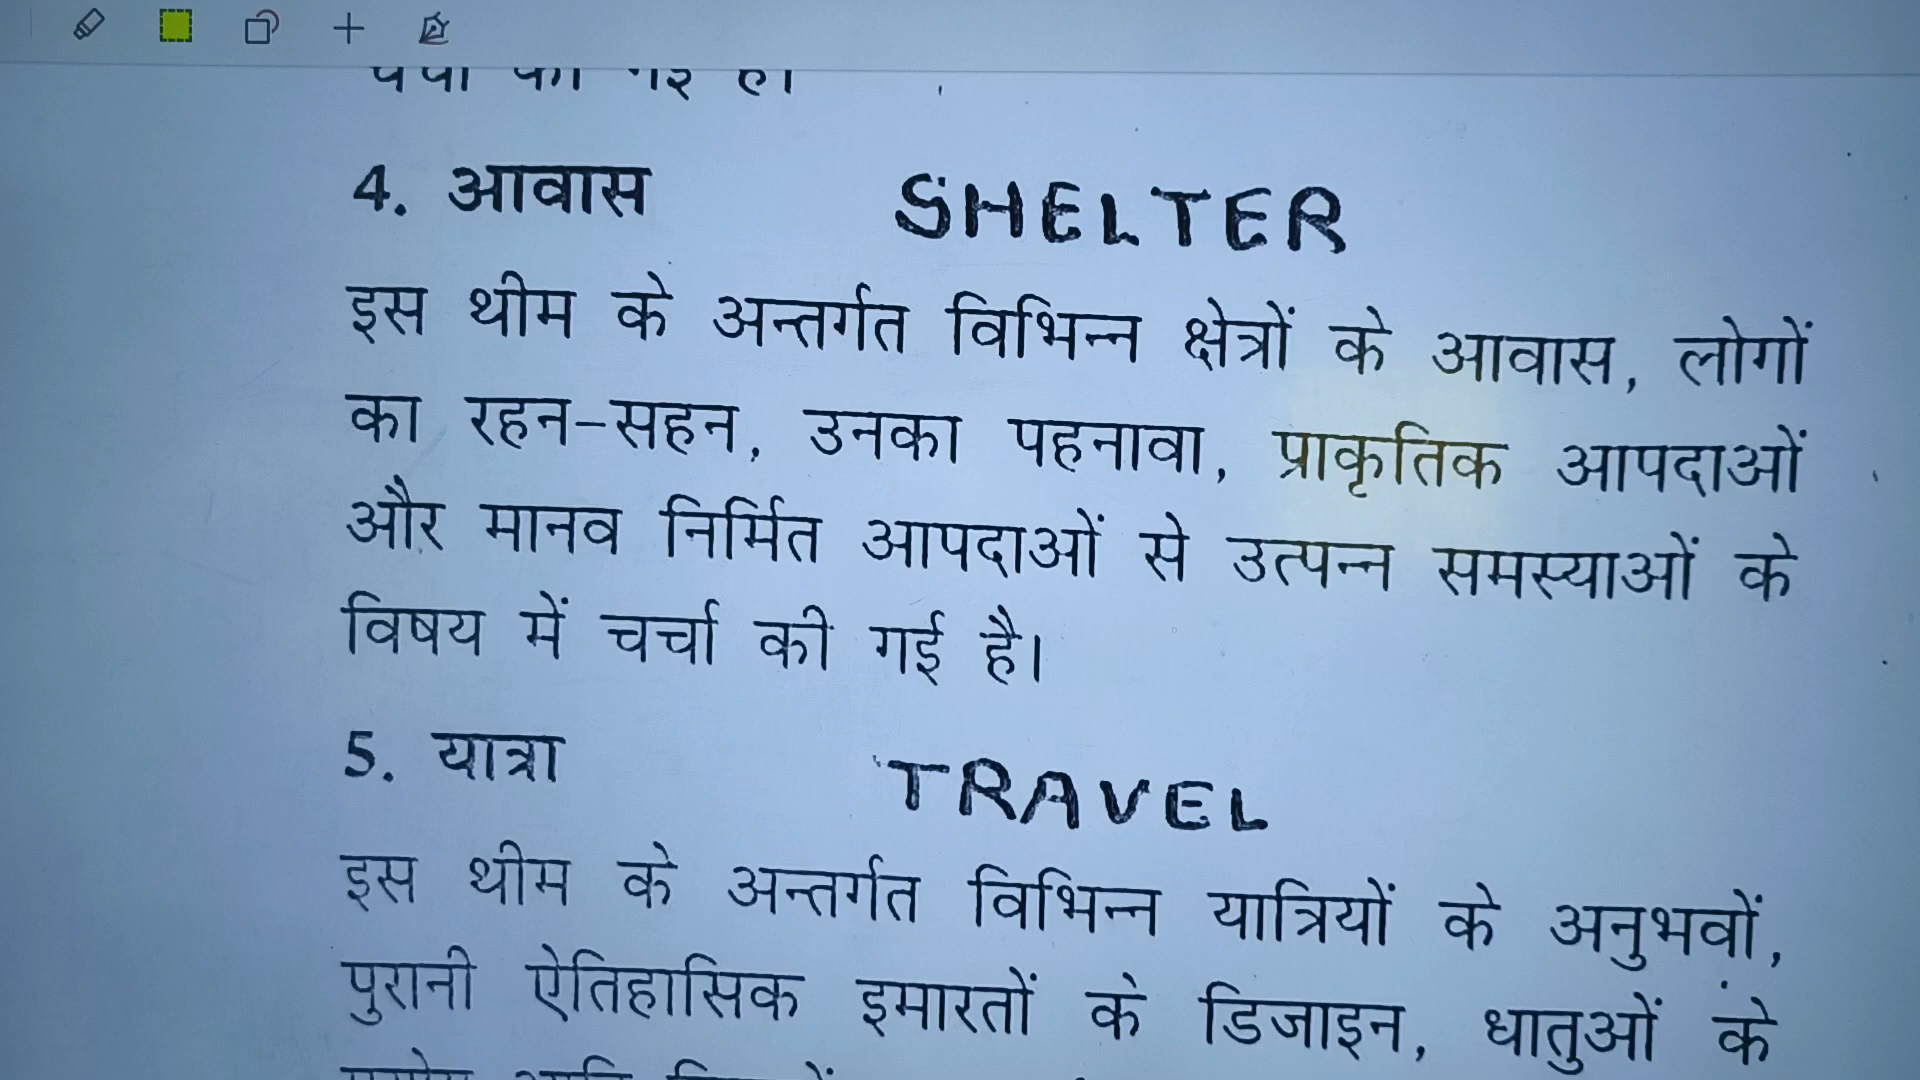 4. आवास SHELTER
इस थीम के अन्तर्गत विभिन्न क्षेत्रों के आवास, लोगों
का रहन-सहन, उनका पहनावा, प्राकृतिक आपदाओं
और मानव निर्मित आपदाओं से उत्पन्न समस्याओं के
विषय में चर्चा की गई है।
5. यात्रा TRAVEL
इस थीम के अन्तर्गत विभिन्न यात्रियों के अनुभवों,
पुरानी ऐतिहासिक इमारतों के डिजाइन, धातुओं के